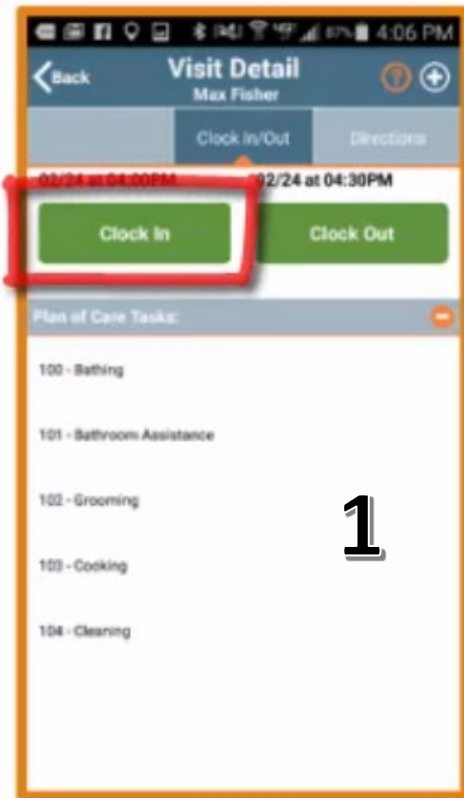 87% 4:06 PM
Back Visit Detail
Max Fisher
Clock In/Out Directions
02/24 at 04:00PM 02/24 at 04:30PM
Clock In Clock Out
Plan of Care Tasks:
100 - Bathing
101 - Bathroom Assistance
102 - Grooming
103 - Cooking
104 - Cleaning
1